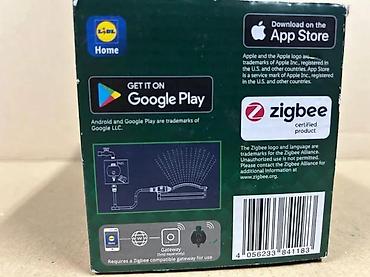 LIDL
Home
Download on the
App Store
Apple and the Apple logo are
trademarks of Apple Inc., registered in
the U.S. and other countries. App Store
is a service mark of Apple Inc., registered
in the U.S. and other countries.
GET IT ON
Google Play
Android and Google Play are trademarks of
Google LLC.
zigbee
certified
product
The Zigbee logo and language are
trademarks of the Zigbee Alliance.
Unauthorized use is not permitted.
Please contact Zigbee Alliance for
additional Information at
www.zigbee.org.
Gateway
(Sold separately)
Requires a Zigbee compatible gateway for use
4 056233 841183